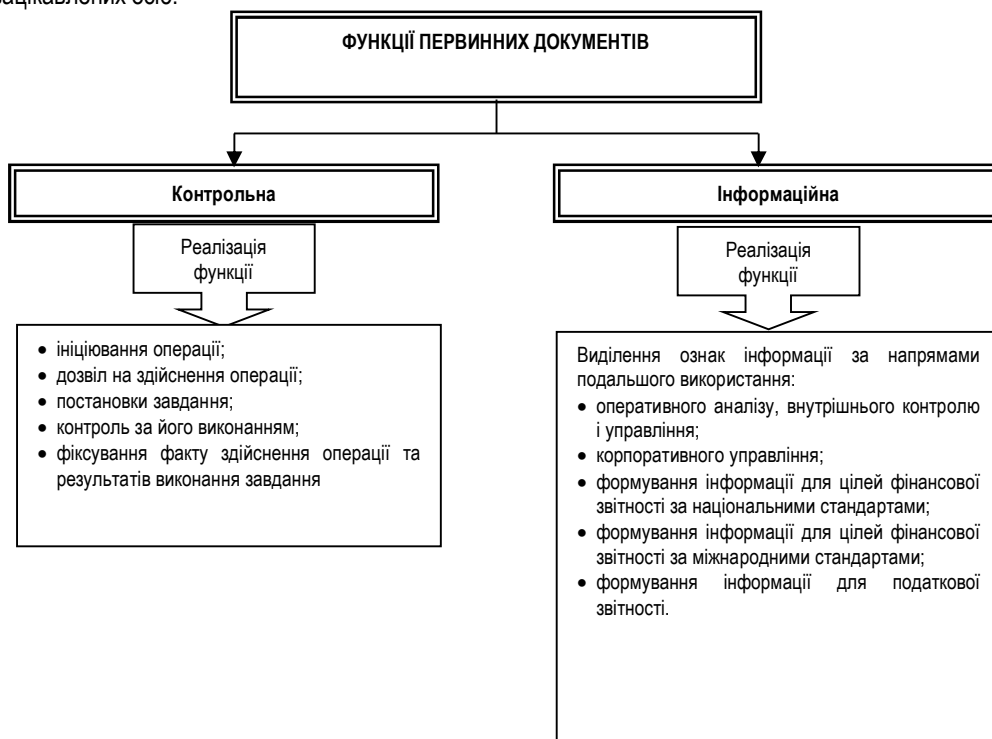 ФУНКЦІЇ ПЕРВИННИХ ДОКУМЕНТІВ
Контрольна
Реалізація
функції
• ініціювання операції;
• дозвіл на здійснення операції;
• постановки завдання;
• контроль за його виконанням;
• фіксування факту здійснення операції та
результатів виконання завдання
Інформаційна
Реалізація
функції
Виділення ознак інформації за напрямами
подальшого використання:
• оперативного аналізу, внутрішнього контролю
і управління;
• корпоративного управління;
• формування інформації для цілей фінансової
звітності за національними стандартами;
• формування інформації для цілей фінансової
звітності за міжнародними стандартами;
• формування інформації для податкової
звітності.